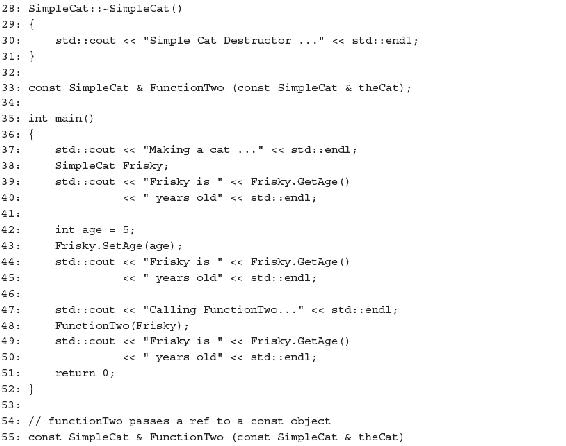 28: SimpleCat::~SimpleCat()
29: {
30:     std::cout << "Simple Cat Destructor ..." << std::endl;
31: }
32:
33: const SimpleCat & FunctionTwo (const SimpleCat & theCat);
34:
35: int main()
36: {
37:     std::cout << "Making a cat ..." << std::endl;
38:     SimpleCat Frisky;
39:     std::cout << "Frisky is " << Frisky.GetAge()
40:               << " years old" << std::endl;
41:
42:     int age = 5;
43:     Frisky.SetAge(age);
44:     std::cout << "Frisky is " << Frisky.GetAge()
45:               << " years old" << std::endl;
46:
47:     std::cout << "Calling FunctionTwo..." << std::endl;
48:     FunctionTwo(Frisky);
49:     std::cout << "Frisky is " << Frisky.GetAge()
50:               << " years old" << std::endl;
51:     return 0;
52: }
53:
54: // functionTwo passes a ref to a const object
55: const SimpleCat & FunctionTwo (const SimpleCat & theCat)